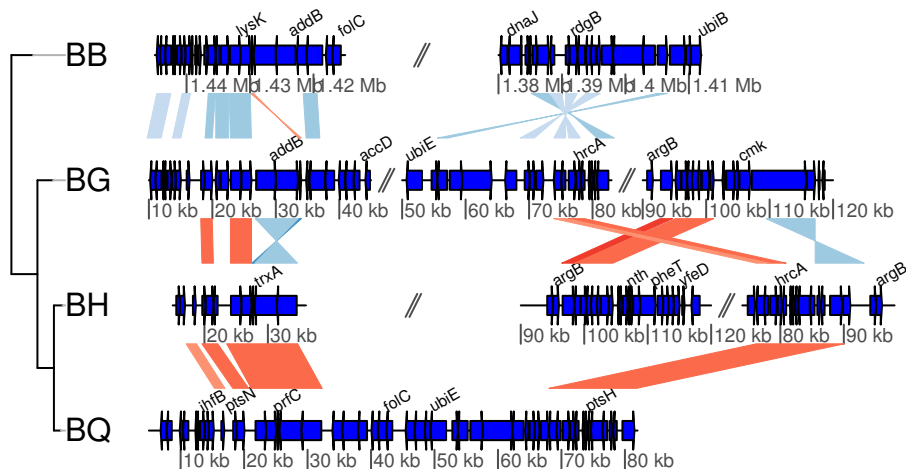 lysK addB folC dnaJ rdgB ubiB
BB
1.44 Mb 1.43 Mb 1.42 Mb 1.38 Mb 1.39 Mb 1.4 Mb 1.41 Mb
addB accD ubiE hrcA argB cmk
BG
10 kb 20 kb 30 kb 40 kb 50 kb 60 kb 70 kb 80 kb 90 kb 100 kb 110 kb 120 kb
trxA argB nth pheT yfeD hrcA argB
BH
20 kb 30 kb 90 kb 100 kb 110 kb 120 kb 80 kb 90 kb
ihfB ptsN prfC folC ubiE ptsH
BQ
10 kb 20 kb 30 kb 40 kb 50 kb 60 kb 70 kb 80 kb